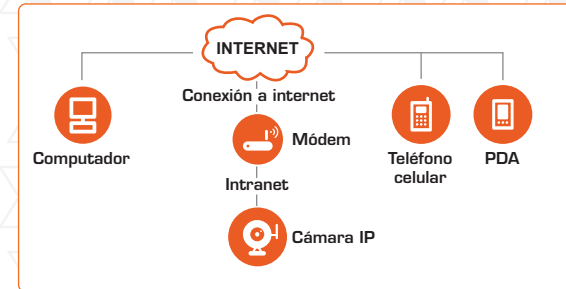 INTERNET
Conexión a internet
Computador
Módem
Teléfono
celular
PDA
Intranet
Cámara IP